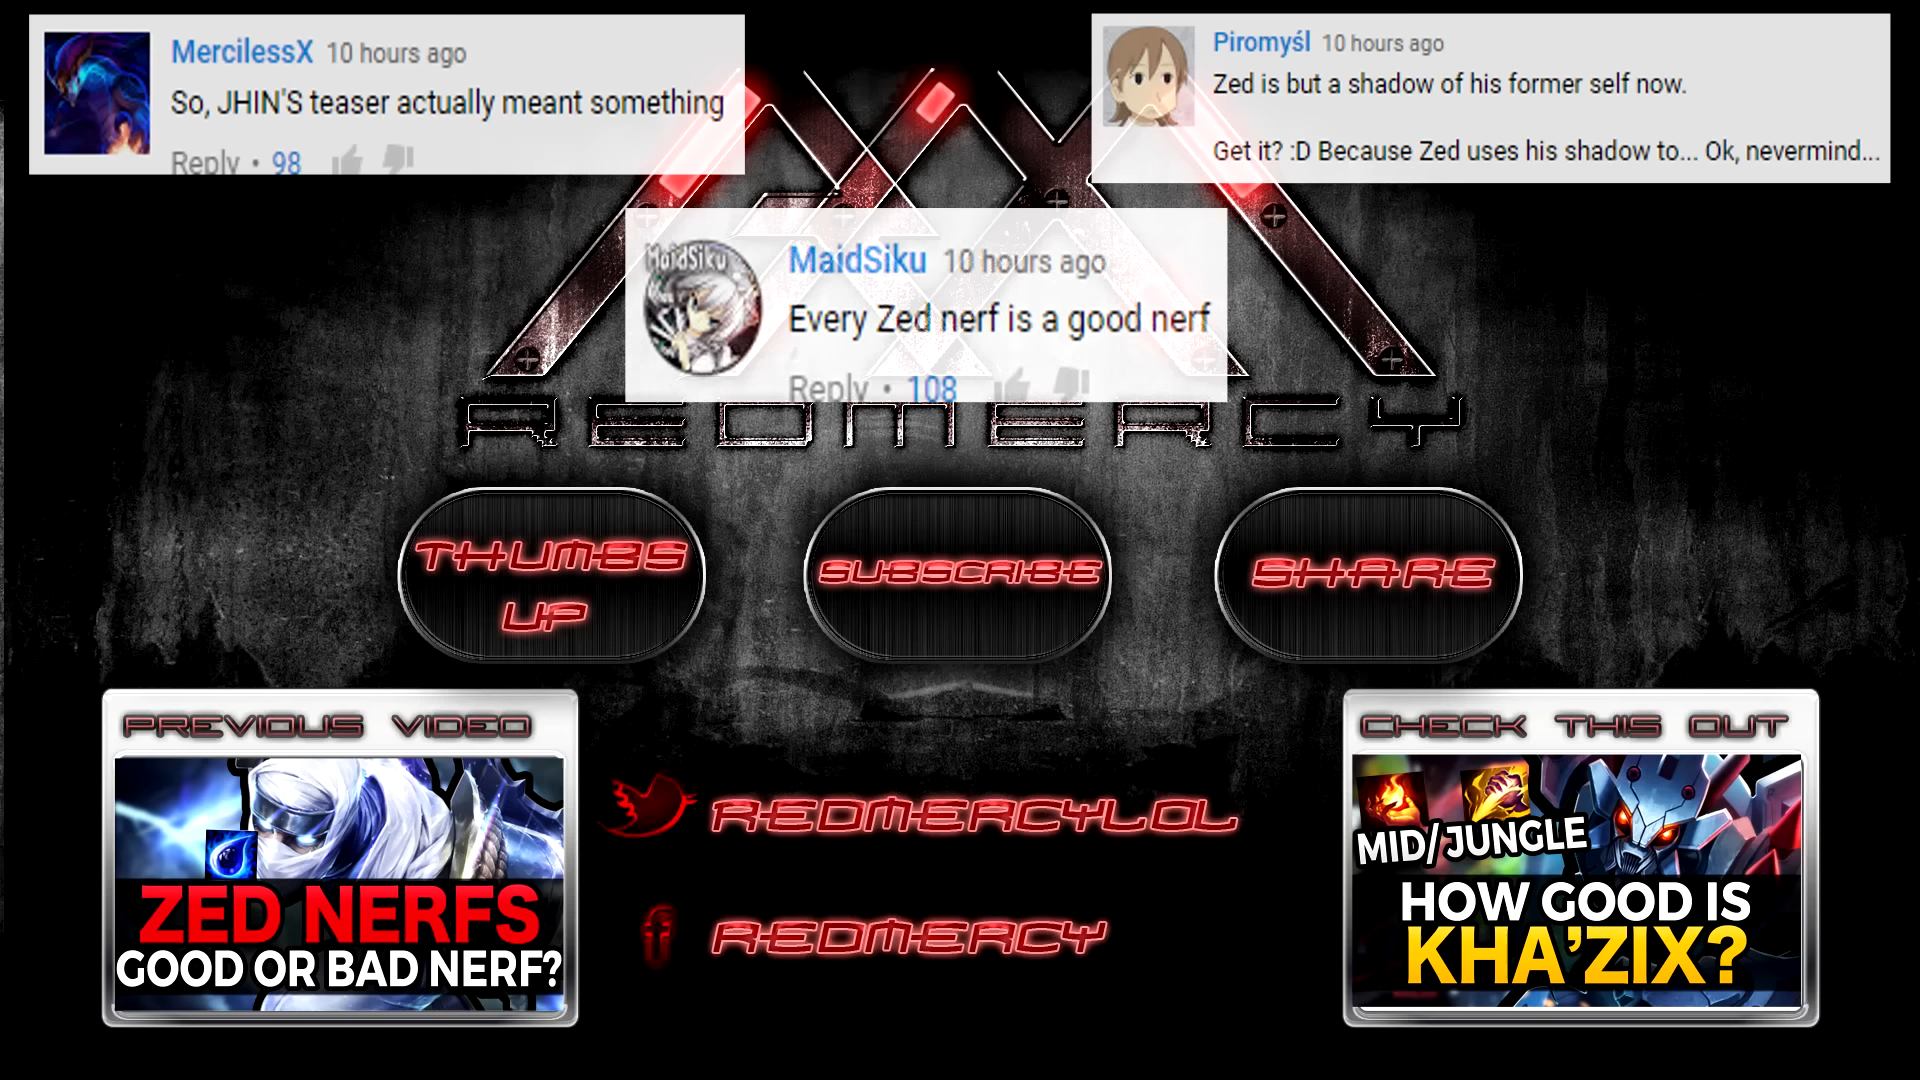 MercilessX 10 hours ago
So, JHIN'S teaser actually meant something
Reply • 98
Piromyśl 10 hours ago
Zed is but a shadow of his former self now.
Get it? :D Because Zed uses his shadow to... Ok, nevermind...
MaidSiku
MaidSiku 10 hours ago
Every Zed nerf is a good nerf
Reply • 108
REDMERCY
THUMBS
UP
SUBSCRIBE
SHARE
PREVIOUS VIDEO
ZED NERFS
GOOD OR BAD NERF?
REDMERCYLOL
f REDMERCY
CHECK THIS OUT
MID/JUNGLE
HOW GOOD IS
KHA'ZIX?